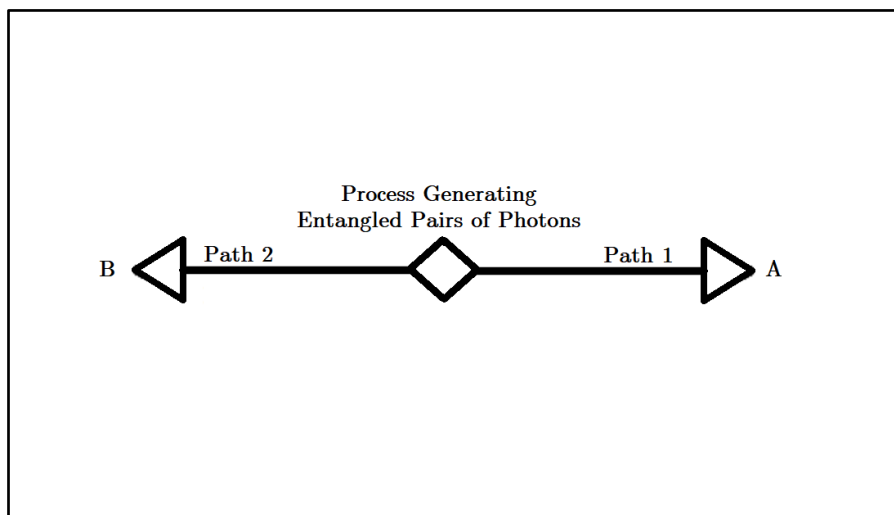 Process Generating
Entangled Pairs of Photons
B
Path 2
Path 1
A